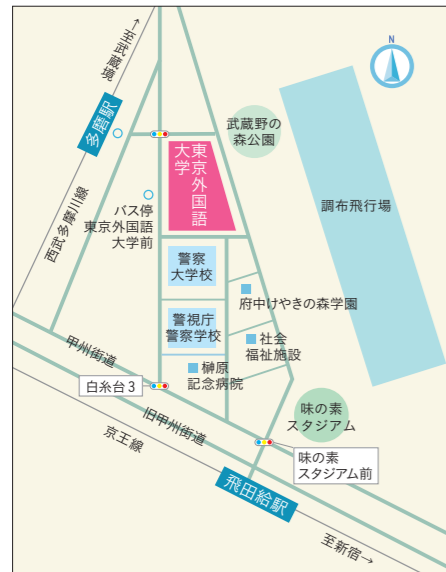 N
←至武蔵境
多磨駅
西武多摩川線
武蔵野の
森公園
東京外国語
大学
調布飛行場
バス停
東京外国語
大学前
警察
大学校
府中けやきの森学園
警視庁
警察学校
社会
福祉施設
榊原
記念病院
甲州街道
白糸台3
旧甲州街道
京王線
味の素
スタジアム
味の素
スタジアム前
飛田給駅
至新宿→